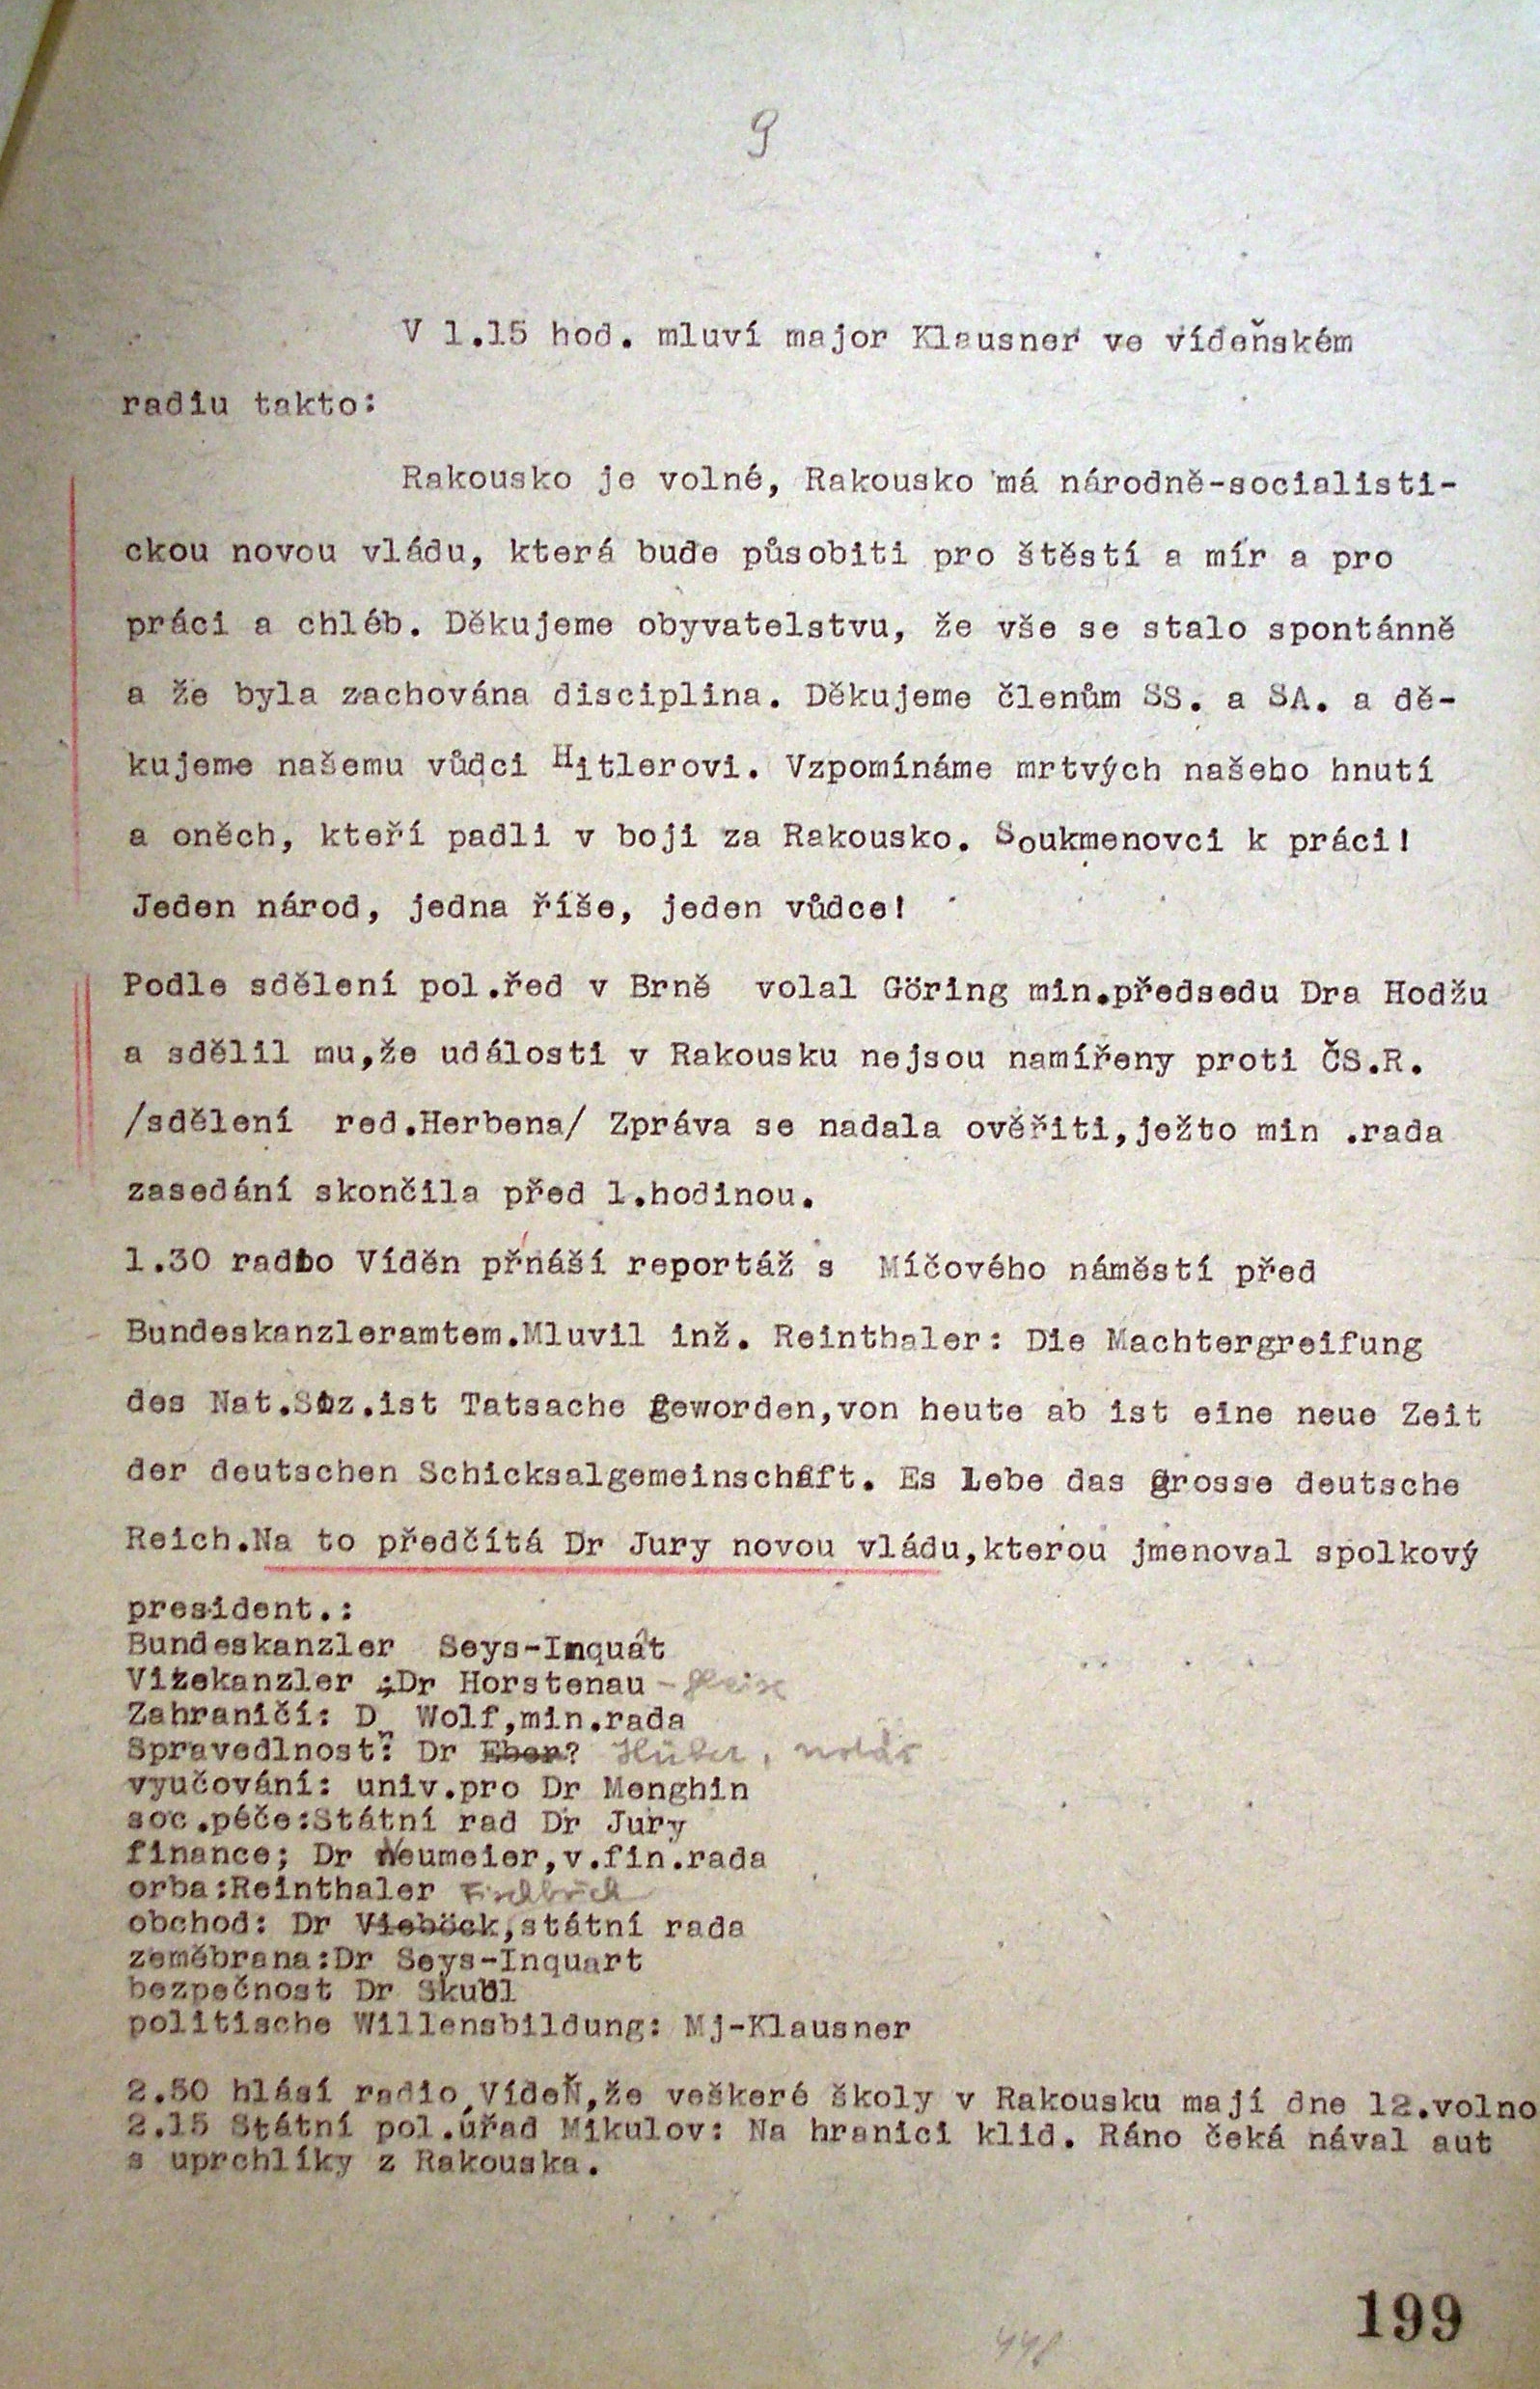 9
V 1.15 hod. mluví major Klausner ve vídeňském
radiu takto:
Rakousko je volné, Rakousko má národně-socialisti-
ckou novou vládu, která bude působiti pro štěstí a mír a pro
práci a chléb. Děkujeme obyvatelstvu, že vše se stalo spontánně
a že byla zachována disciplina. Děkujeme členům SS. a SA. a dě-
kujeme našemu vůdci Hitlerovi. Vzpomínáme mrtvých našeho hnutí
a oněch, kteří padli v boji za Rakousko. Soukmenovci k práci!
Jeden národ, jedna říše, jeden vůdce!
Podle sdělení pol.řed v Brně volal Göring min.předsedu Dra Hodžu
a sdělil mu,že události v Rakousku nejsou namířeny proti ČS.R.
/sdělení red.Herbena/ Zpráva se nadala ověřiti,ježto min .rada
zasedání skončila před 1.hodinou.
1.30 radio Víděn přnáší reportáž s Míčového náměstí před
Bundeskanzleramtem.Mluvil inž. Reinthaler: Die Machtergreifung
des Nat.Soz.ist Tatsache geworden,von heute ab ist eine neue Zeit
der deutschen Schicksalgemeinschaft. Es Lebe das grosse deutsche
Reich.Na to předčítá Dr Jury novou vládu,kterou jmenoval spolkový
president.:
Bundeskanzler Seys-Inquart
Vizekanzler ;Dr Horstenau -
Zahraničí: Dr Wolf,min.rada
Spravedlnost: Dr Eber? Hüber, notář
vyučování: univ.pro Dr Menghin
soc.péče:Státní rad Dr Jury
finance; Dr Neumeier,v.fin.rada
orba:Reinthaler Fischböck
obchod: Dr Vieböck,státní rada
zeměbrana:Dr Seys-Inquart
bezpečnost Dr Skubl
politische Willensbildung: Mj-Klausner
2.50 hlásí radio Vídeň,že veškeré školy v Rakousku mají dne 12.volno
2.15 Státní pol.úřad Mikulov: Na hranici klid. Ráno čeká nával aut
s uprchlíky z Rakouska.
199